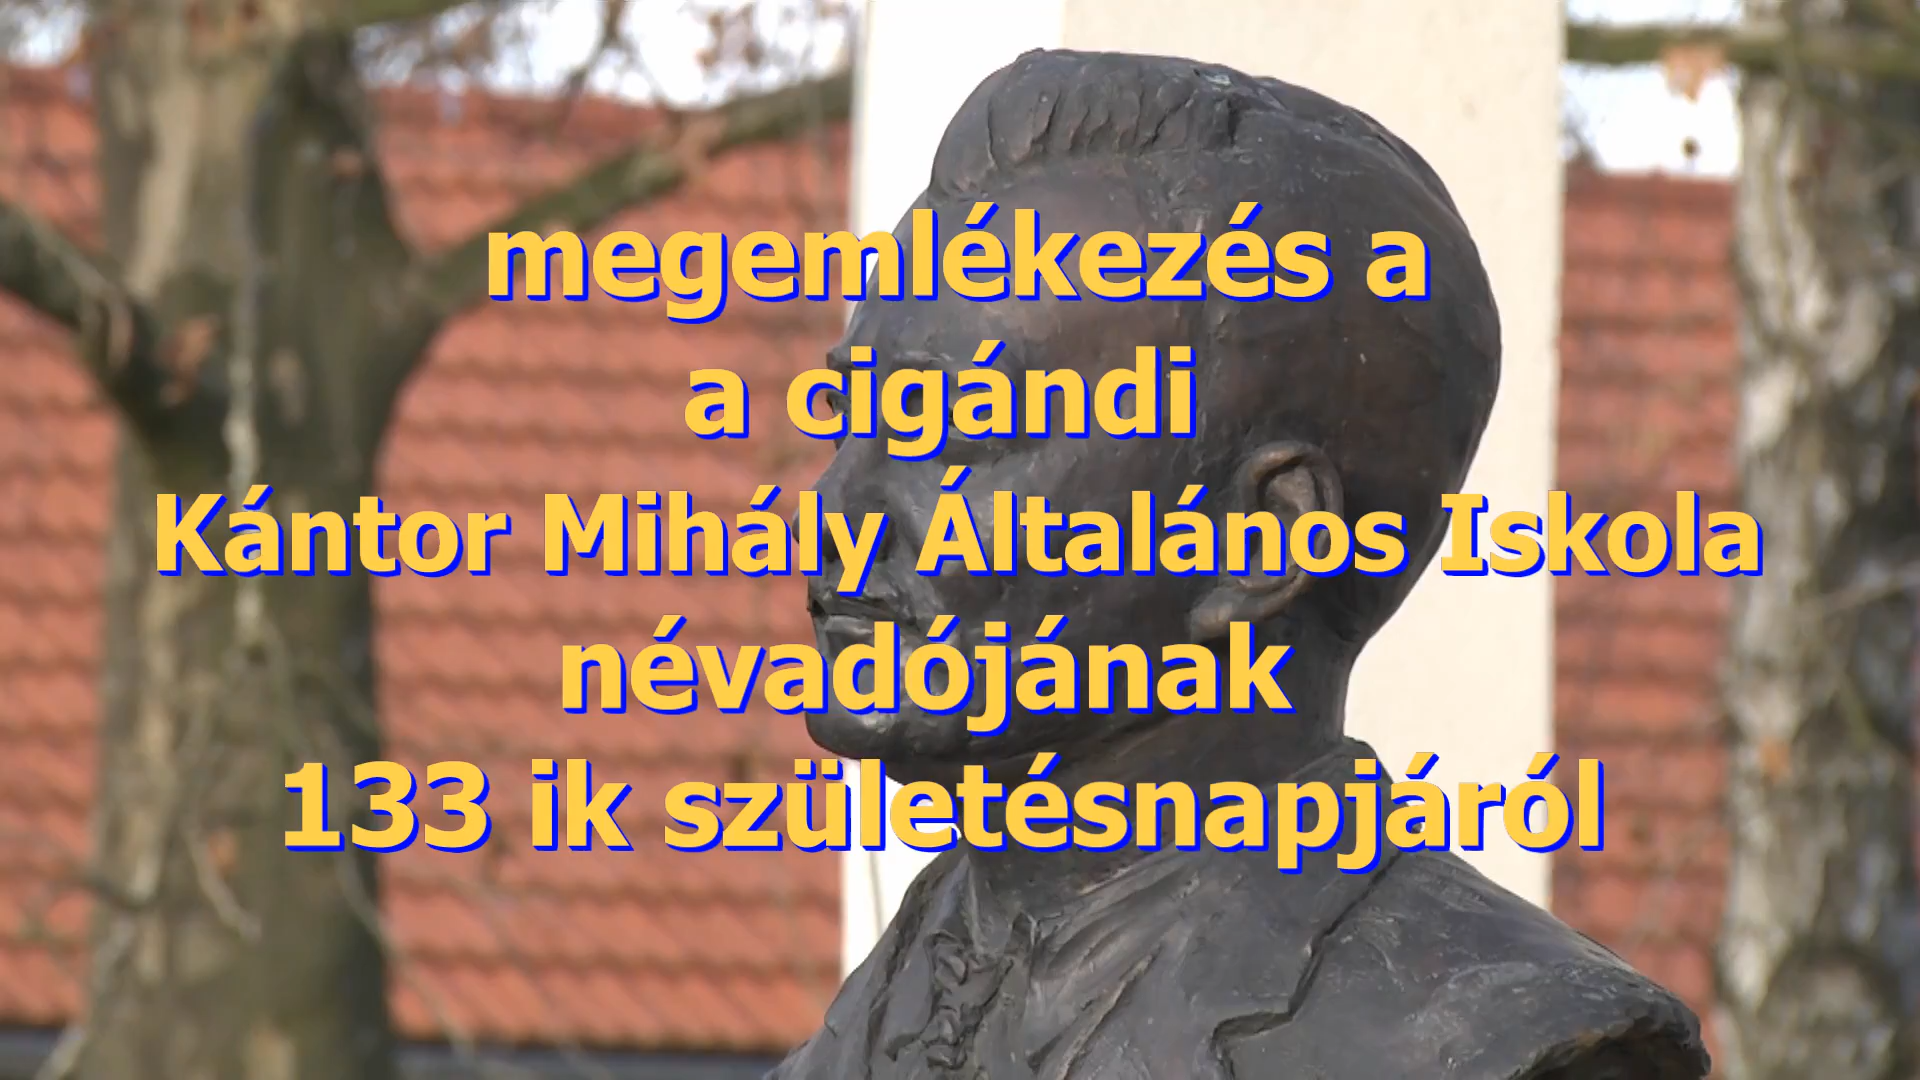 megemlékezés a
a cigándi
Kántor Mihály Általános Iskola
névadójának
133 ik születésnapjáról